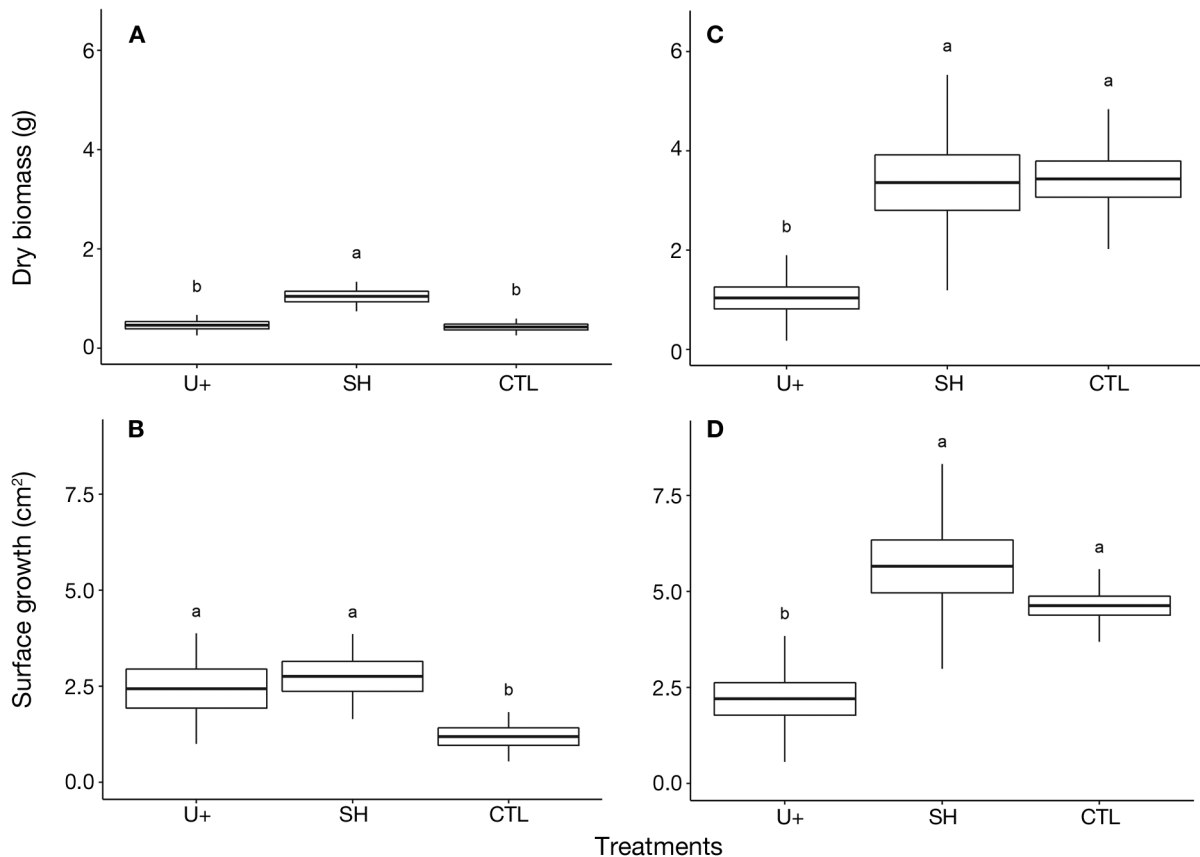 A
Dry biomass (g)
6
4
2
0
b
a
b
U+
SH
CTL
C
6
4
2
0
b
a
a
U+
SH
CTL
B
Surface growth (cm²)
7.5
5.0
2.5
0.0
a
a
b
U+
SH
CTL
D
7.5
5.0
2.5
0.0
b
a
a
U+
SH
CTL
Treatments